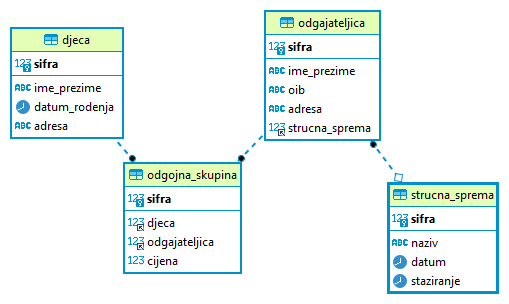 djeca
123 sifra
ABC ime_prezime
datum_rodenja
ABC adresa
odgajateljica
123 sifra
ABC ime_prezime
ABC oib
ABC adresa
123 strucna_sprema
odgojna_skupina
123 sifra
123 djeca
123 odgajateljica
123 cijena
strucna_sprema
123 sifra
ABC naziv
datum
staziranje